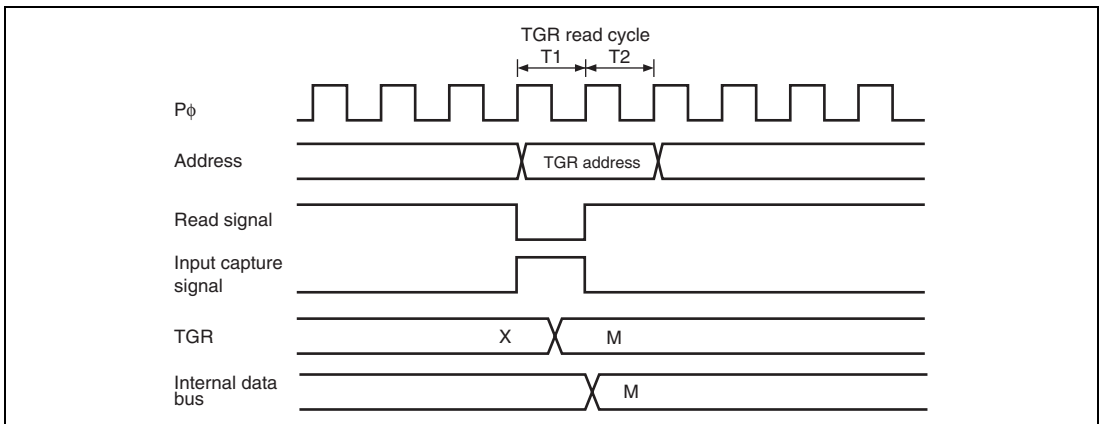 TGR read cycle
T1 T2
Pϕ
Address
TGR address
Read signal
Input capture
signal
TGR
X
M
Internal data
bus
M